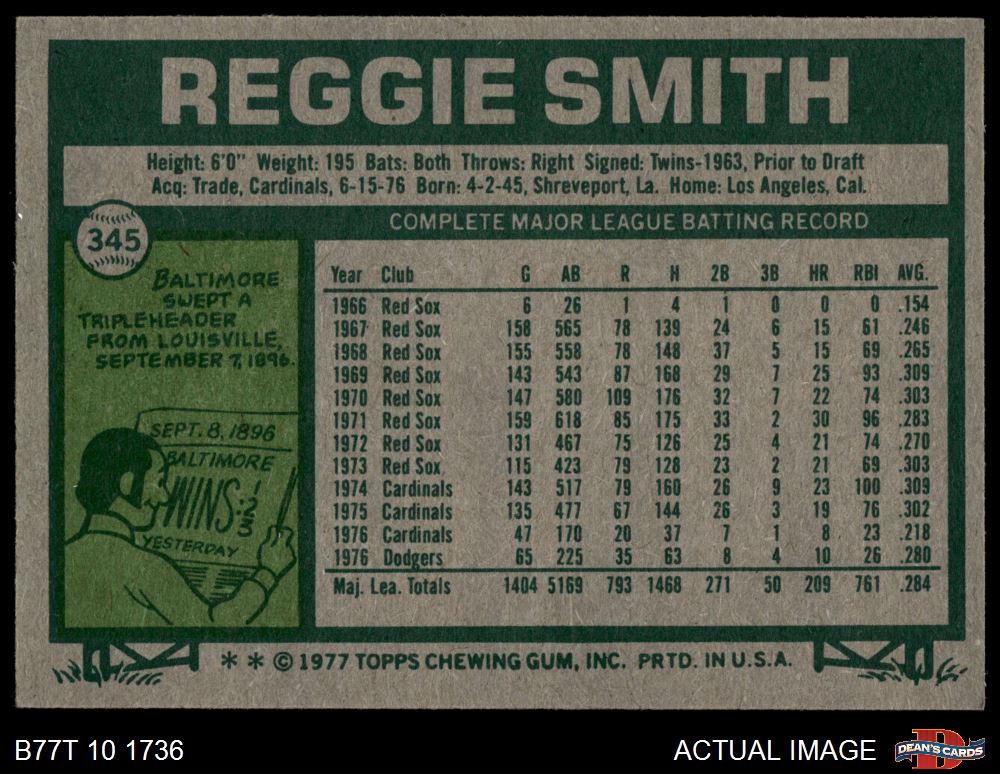 REGGIE SMITH
Height: 6'0" Weight: 195 Bats: Both Throws: Right Signed: Twins-1963, Prior to Draft
Acq: Trade, Cardinals, 6-15-76 Born: 4-2-45, Shreveport, La. Home: Los Angeles, Cal.
345
BALTIMORE
SWEPT A
TRIPLEHEADER
FROM LOUISVILLE,
SEPTEMBER 7, 1896.
SEPT. 8, 1896
BALTIMORE
WINS: 1
2
3
YESTERDAY
COMPLETE MAJOR LEAGUE BATTING RECORD
Year Club G AB R H 2B 3B HR RBI AVG.
1966 Red Sox 6 26 1 4 1 0 0 0 .154
1967 Red Sox 158 565 78 139 24 6 15 61 .246
1968 Red Sox 155 558 78 148 37 5 15 69 .265
1969 Red Sox 143 543 87 168 29 7 25 93 .309
1970 Red Sox 147 580 109 176 32 7 22 74 .303
1971 Red Sox 159 618 85 175 33 2 30 96 .283
1972 Red Sox 131 467 75 126 25 4 21 74 .270
1973 Red Sox 115 423 79 128 23 2 21 69 .303
1974 Cardinals 143 517 79 160 26 9 23 100 .309
1975 Cardinals 135 477 67 144 26 3 19 76 .302
1976 Cardinals 47 170 20 37 7 1 8 23 .218
1976 Dodgers 65 225 35 63 8 4 10 26 .280
Maj. Lea. Totals 1404 5169 793 1468 271 50 209 761 .284
* * © 1977 TOPPS CHEWING GUM, INC. PRTD. IN U.S.A.
B77T 10 1736
ACTUAL IMAGE
D
DEAN'S CARDS